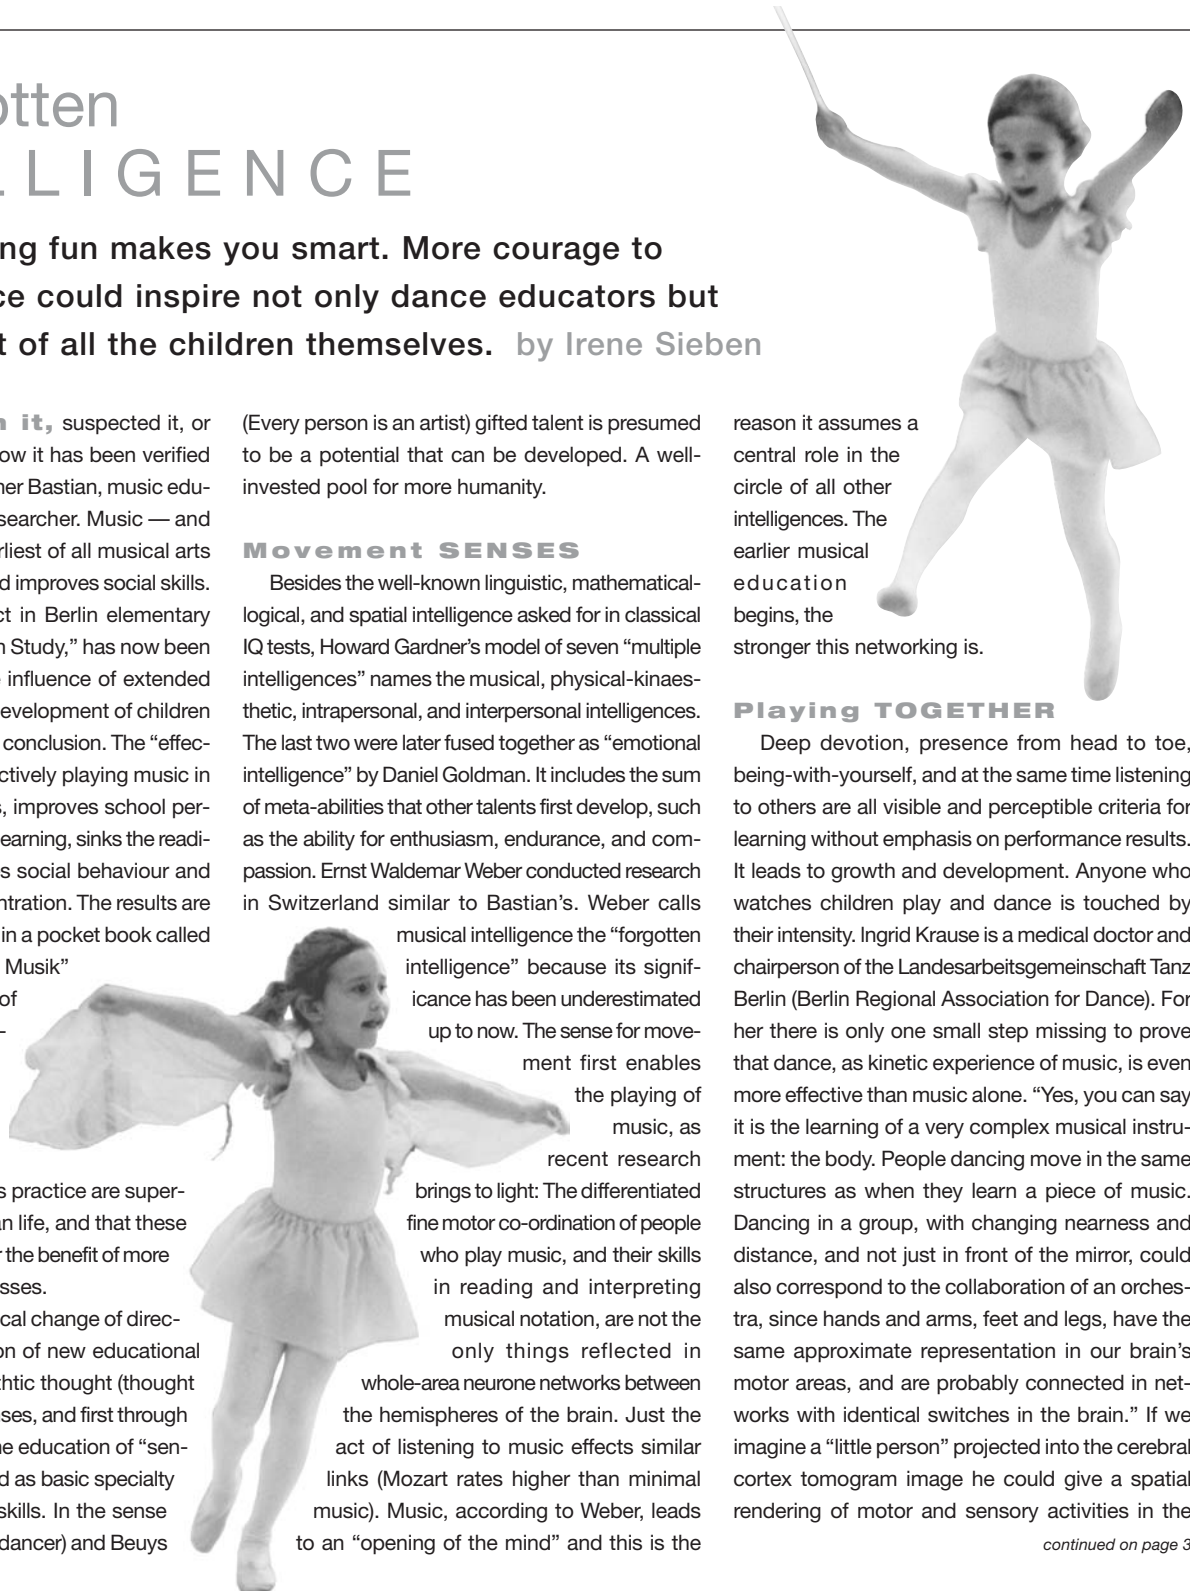 otten
LLIGENCE
ng fun makes you smart. More courage to
ce could inspire not only dance educators but
t of all the children themselves. by Irene Sieben
n it, suspected it, or
ow it has been verified
ner Bastian, music edu-
searcher. Music — and
rliest of all musical arts
d improves social skills.
ct in Berlin elementary
n Study,” has now been
e influence of extended
evelopment of children
conclusion. The “effec-
ctively playing music in
s, improves school per-
earning, sinks the readi-
s social behaviour and
ntration. The results are
in a pocket book called
Musik”
of
-
s practice are super-
an life, and that these
r the benefit of more
sses.
cal change of direc-
on of new educational
thtic thought (thought
ses, and first through
ne education of “sen-
d as basic specialty
skills. In the sense
dancer) and Beuys
(Every person is an artist) gifted talent is presumed
to be a potential that can be developed. A well-
invested pool for more humanity.
Movement SENSES
Besides the well-known linguistic, mathematical-
logical, and spatial intelligence asked for in classical
IQ tests, Howard Gardner’s model of seven “multiple
intelligences” names the musical, physical-kinaes-
thetic, intrapersonal, and interpersonal intelligences.
The last two were later fused together as “emotional
intelligence” by Daniel Goldman. It includes the sum
of meta-abilities that other talents first develop, such
as the ability for enthusiasm, endurance, and com-
passion. Ernst Waldemar Weber conducted research
in Switzerland similar to Bastian’s. Weber calls
musical intelligence the “forgotten
intelligence” because its signif-
icance has been underestimated
up to now. The sense for move-
ment first enables
the playing of
music, as
recent research
brings to light: The differentiated
fine motor co-ordination of people
who play music, and their skills
in reading and interpreting
musical notation, are not the
only things reflected in
whole-area neurone networks between
the hemispheres of the brain. Just the
act of listening to music effects similar
links (Mozart rates higher than minimal
music). Music, according to Weber, leads
to an “opening of the mind” and this is the
reason it assumes a
central role in the
circle of all other
intelligences. The
earlier musical
education
begins, the
stronger this networking is.
Playing TOGETHER
Deep devotion, presence from head to toe,
being-with-yourself, and at the same time listening
to others are all visible and perceptible criteria for
learning without emphasis on performance results.
It leads to growth and development. Anyone who
watches children play and dance is touched by
their intensity. Ingrid Krause is a medical doctor and
chairperson of the Landesarbeitsgemeinschaft Tanz
Berlin (Berlin Regional Association for Dance). For
her there is only one small step missing to prove
that dance, as kinetic experience of music, is even
more effective than music alone. “Yes, you can say
it is the learning of a very complex musical instru-
ment: the body. People dancing move in the same
structures as when they learn a piece of music.
Dancing in a group, with changing nearness and
distance, and not just in front of the mirror, could
also correspond to the collaboration of an orches-
tra, since hands and arms, feet and legs, have the
same approximate representation in our brain’s
motor areas, and are probably connected in net-
works with identical switches in the brain.” If we
imagine a “little person” projected into the cerebral
cortex tomogram image he could give a spatial
rendering of motor and sensory activities in the
continued on page 3